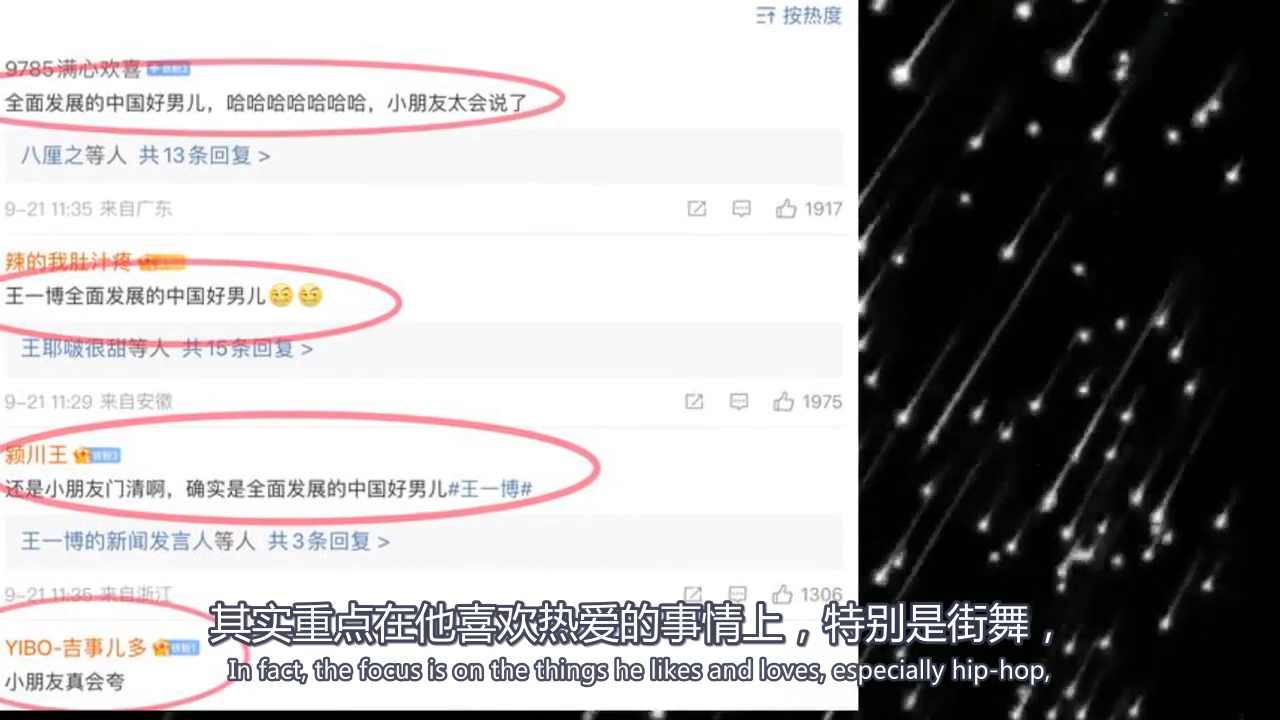 按热度
9785满心欢喜
全面发展的中国好男儿，哈哈哈哈哈哈哈，小朋友太会说了
八厘之等人 共13条回复 >
9-21 11:35 来自广东
1917
辣的我肚汁疼
王一博全面发展的中国好男儿
王耶啵很甜等人 共15条回复 >
9-21 11:29 来自安徽
1975
颍川王 铁粉3
还是小朋友门清啊，确实是全面发展的中国好男儿#王一博#
王一博的新闻发言人等人 共3条回复 >
9-21 11:35 来自浙江
1306
YIBO-吉事儿多 铁粉1
小朋友真会夸
其实重点在他喜欢热爱的事情上，特别是街舞，
In fact, the focus is on the things he likes and loves, especially hip-hop,